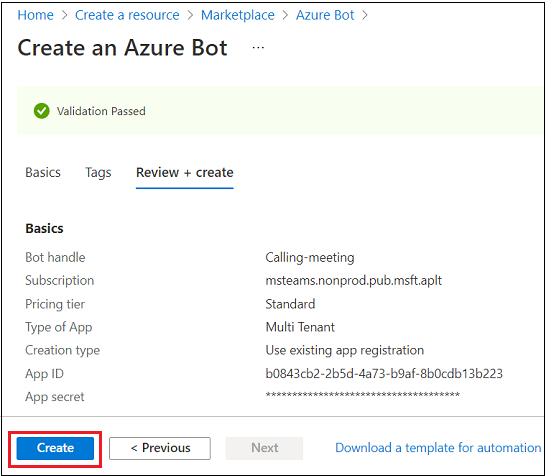 Home > Create a resource > Marketplace > Azure Bot >
Create an Azure Bot ...
Validation Passed
Basics Tags Review + create
Basics
Bot handle Calling-meeting
Subscription msteams.nonprod.pub.msft.aplt
Pricing tier Standard
Type of App Multi Tenant
Creation type Use existing app registration
App ID b0843cb2-2b5d-4a73-b9af-8b0cdb13b223
App secret *************************************
Create < Previous Next Download a template for automation